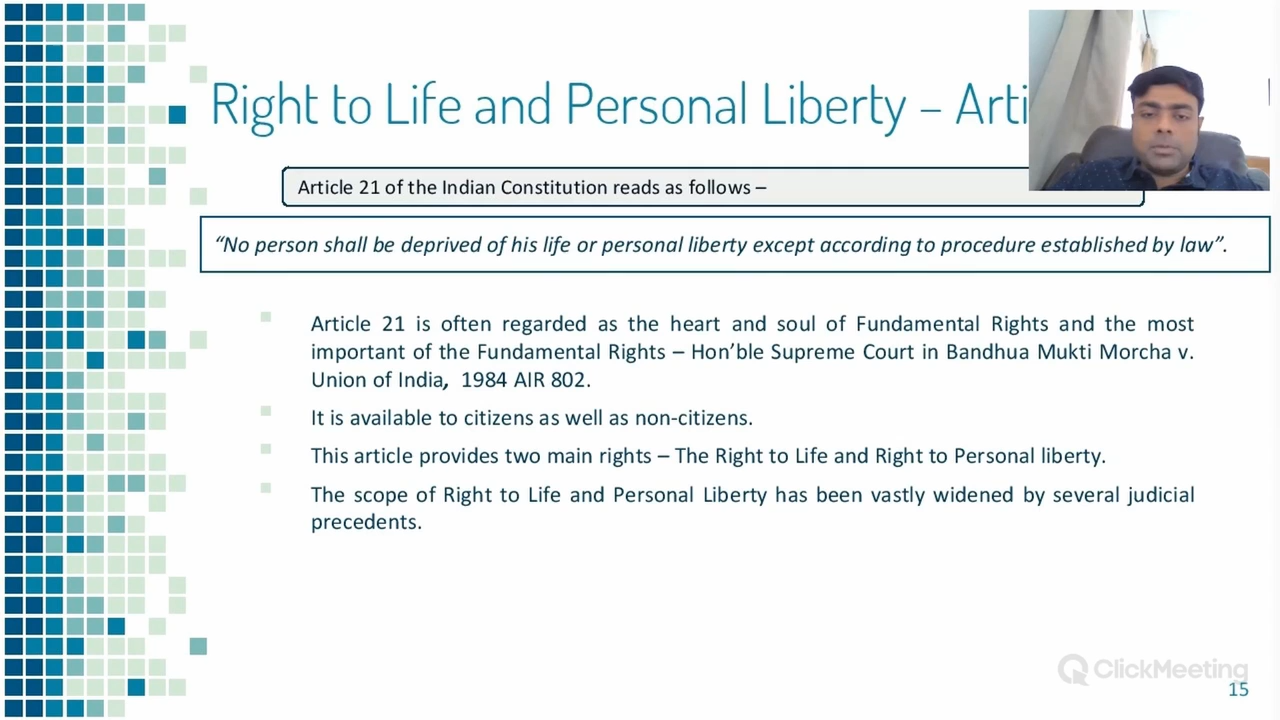 Right to Life and Personal Liberty – Arti
Article 21 of the Indian Constitution reads as follows –
“No person shall be deprived of his life or personal liberty except according to procedure established by law”.
Article 21 is often regarded as the heart and soul of Fundamental Rights and the most
important of the Fundamental Rights – Hon’ble Supreme Court in Bandhua Mukti Morcha v.
Union of India, 1984 AIR 802.
It is available to citizens as well as non-citizens.
This article provides two main rights – The Right to Life and Right to Personal liberty.
The scope of Right to Life and Personal Liberty has been vastly widened by several judicial
precedents.
ClickMeeting
15